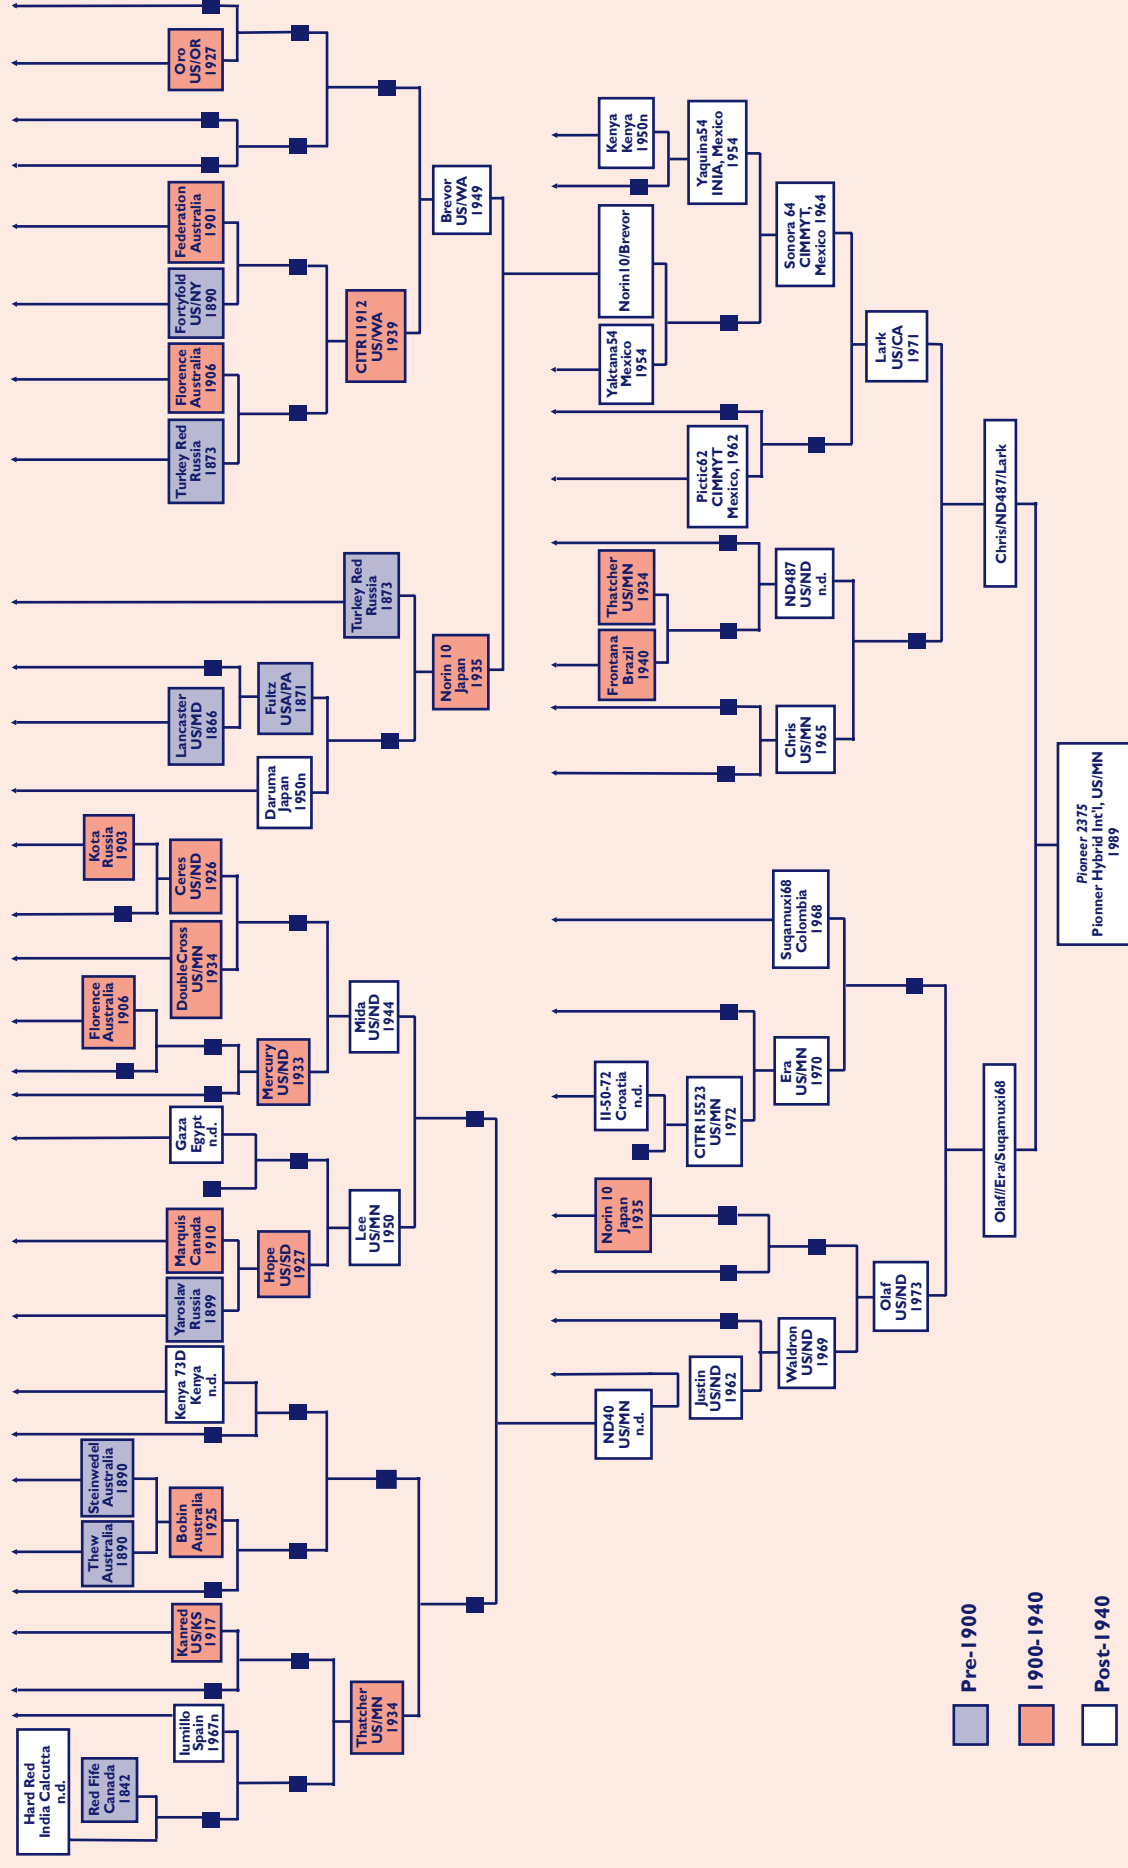 Oro
US/OR
1927
Federation
Australia
1901
Fortyfold
US/NY
1890
Florence
Australia
1906
Turkey Red
Russia
1873
CITR11912
US/WA
1939
Brevor
US/WA
1949
Turkey Red
Russia
1873
Lancaster
US/MD
1866
Fultz
USA/PA
1871
Daruma
Japan
1950n
Norin 10
Japan
1935
Kota
Russia
1903
Ceres
US/ND
1926
DoubleCross
US/MN
1934
Florence
Australia
1906
Mercury
US/ND
1933
Mida
US/ND
1944
Gaza
Egypt
n.d.
Marquis
Canada
1910
Yaroslav
Russia
1899
Hope
US/SD
1927
Lee
US/MN
1950
Kenya 73D
Kenya
n.d.
Steinwedel
Australia
1890
Thew
Australia
1890
Bobin
Australia
1925
Kanred
US/KS
1917
Iumillo
Spain
1967n
Hard Red
India Calcutta
n.d.
Red Fife
Canada
1842
Thatcher
US/MN
1934
Kenya
Kenya
1950n
Yaquina54
INIA, Mexico
1954
Norin10/Brevor
Yaktana54
Mexico
1954
Sonora 64
CIMMYT,
Mexico 1964
Pictic62
CIMMYT
Mexico, 1962
Lark
US/CA
1971
Thatcher
US/MN
1934
Frontana
Brazil
1940
ND487
US/ND
n.d.
Chris
US/MN
1965
Chris/ND487/Lark
Suqamuxi68
Colombia
1968
II-50-72
Croatia
n.d.
CITR15523
US/MN
1972
Era
US/MN
1970
Norin 10
Japan
1935
Olaf
US/ND
1973
Waldron
US/ND
1969
Justin
US/ND
1962
ND40
US/MN
n.d.
Olaf//Era/Suqamuxi68
Pioneer 2375
Pionner Hybrid Int'l, US/MN
1989
Pre-1900
1900-1940
Post-1940